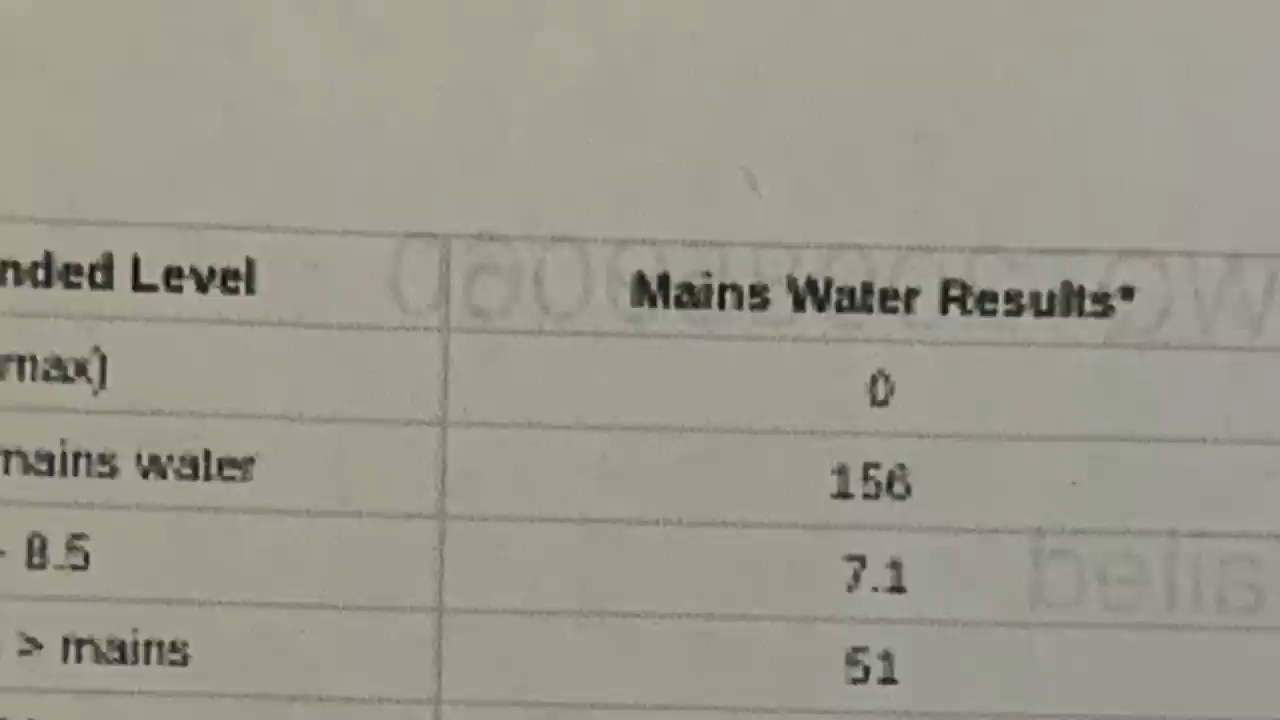 nded Level Mains Water Results*
max) 0
mains water 156
- 8.5 7.1
> mains 51